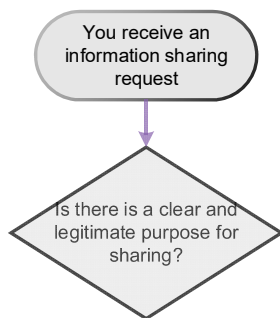 You receive an
information sharing
request
Is there is a clear and
legitimate purpose for
sharing?